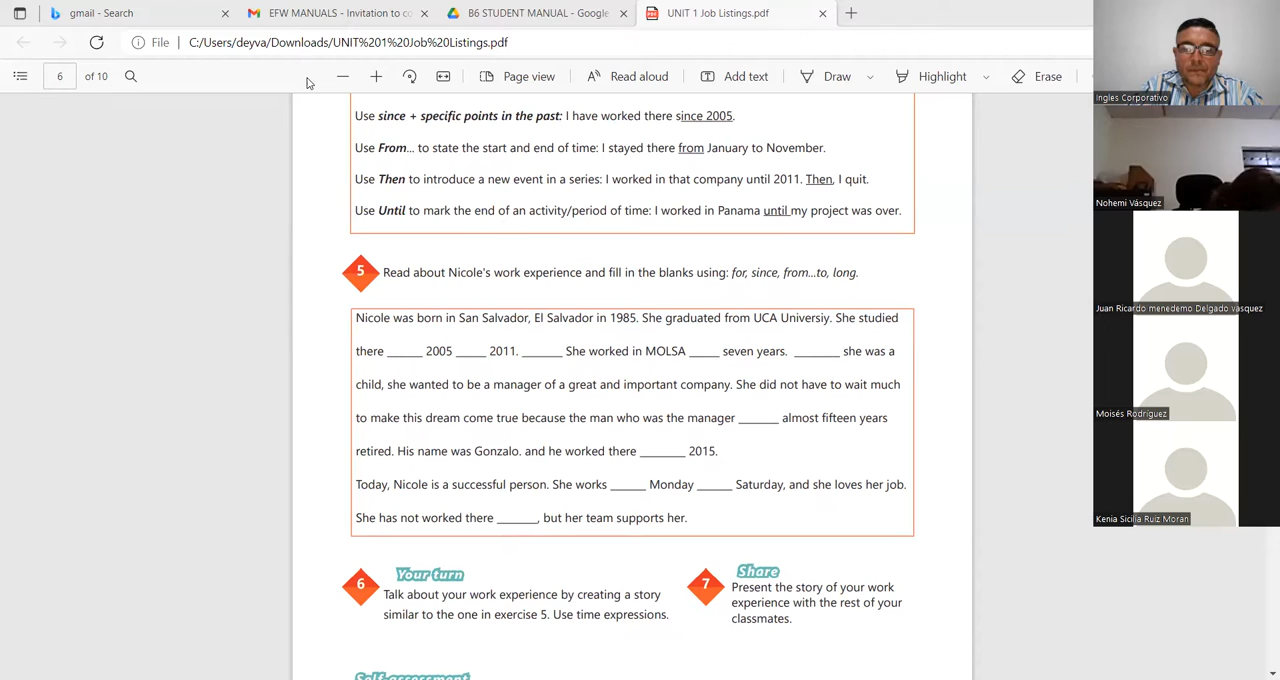 gmail - Search
EFW MANUALS - Invitation to co
B6 STUDENT MANUAL - Google
UNIT 1 Job Listings.pdf
File
C:/Users/deyva/Downloads/UNIT%201%20Job%20Listings.pdf
6 of 10
Page view
Read aloud
Add text
Draw
Highlight
Erase
Use since + specific points in the past: I have worked there since 2005.
Use From... to state the start and end of time: I stayed there from January to November.
Use Then to introduce a new event in a series: I worked in that company until 2011. Then, I quit.
Use Until to mark the end of an activity/period of time: I worked in Panama until my project was over.
5
Read about Nicole's work experience and fill in the blanks using: for, since, from...to, long.
Nicole was born in San Salvador, El Salvador in 1985. She graduated from UCA Universiy. She studied
there ______ 2005 _____ 2011. _______ She worked in MOLSA _____ seven years. ________ she was a
child, she wanted to be a manager of a great and important company. She did not have to wait much
to make this dream come true because the man who was the manager _______ almost fifteen years
retired. His name was Gonzalo. and he worked there ________ 2015.
Today, Nicole is a successful person. She works ______ Monday ______ Saturday, and she loves her job.
She has not worked there _______, but her team supports her.
6
Your turn
Talk about your work experience by creating a story
similar to the one in exercise 5. Use time expressions.
7
Share
Present the story of your work
experience with the rest of your
classmates.
Self-assessment
Ingles Corporativo
Nohemi Vásquez
Juan Ricardo menedemo Delgado vasquez
Moisés Rodríguez
Kenia Sicilia Ruiz Moran